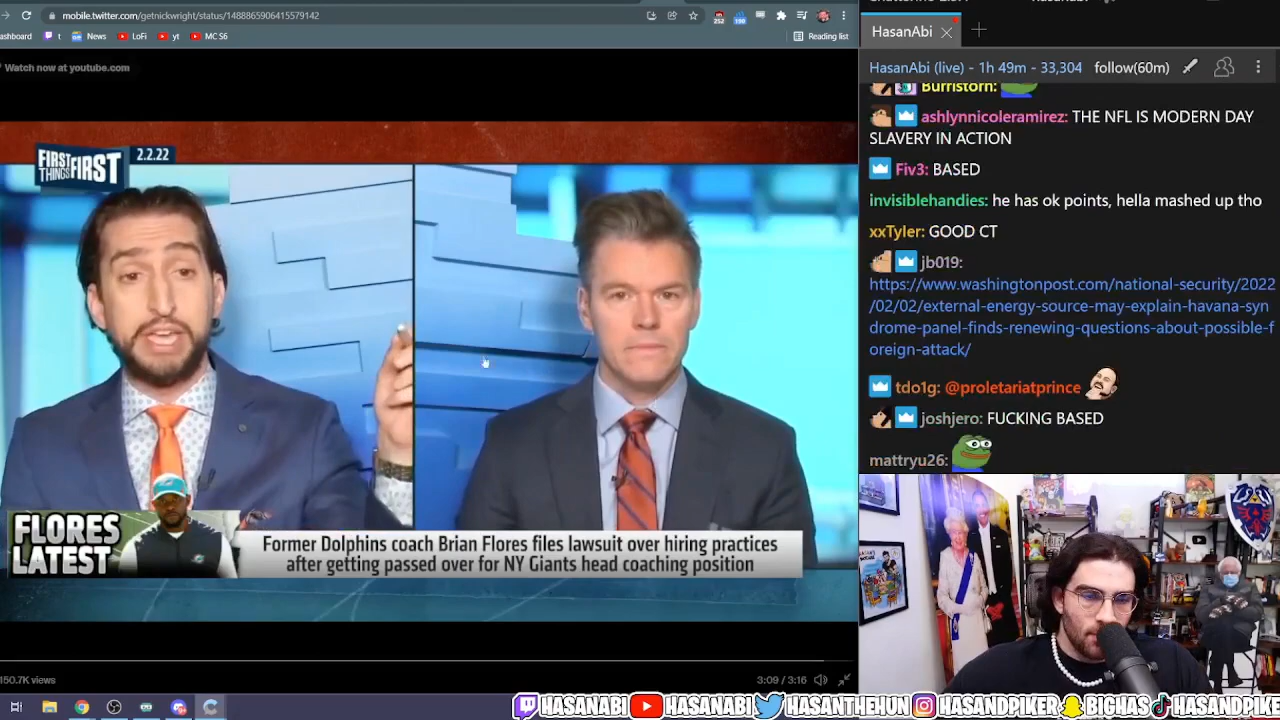 mobile.twitter.com/getnickwright/status/1488865906415579142
252
199
ashboard
t
News
LoFi
yt
MC S6
Reading list
Watch now at youtube.com
FIRST THINGS FIRST
2.2.22
FLORES
LATEST
Former Dolphins coach Brian Flores files lawsuit over hiring practices
after getting passed over for NY Giants head coaching position
150.7K views
3:09 / 3:16
HasanAbi
HasanAbi (live) - 1h 49m - 33,304
follow(60m)
Burristorn:
ashlynnicoleramirez: THE NFL IS MODERN DAY
SLAVERY IN ACTION
Fiv3: BASED
invisiblehandies: he has ok points, hella mashed up tho
xxTyler: GOOD CT
jb019:
https://www.washingtonpost.com/national-security/2022
/02/02/external-energy-source-may-explain-havana-syn
drome-panel-finds-renewing-questions-about-possible-f
oreign-attack/
tdo1g: @proletariatprince
joshjero: FUCKING BASED
mattryu26:
HASANABI
HASANABI
HASANTHEHUN
HASANDPIKER
BIGHAS
HASANDPIKE